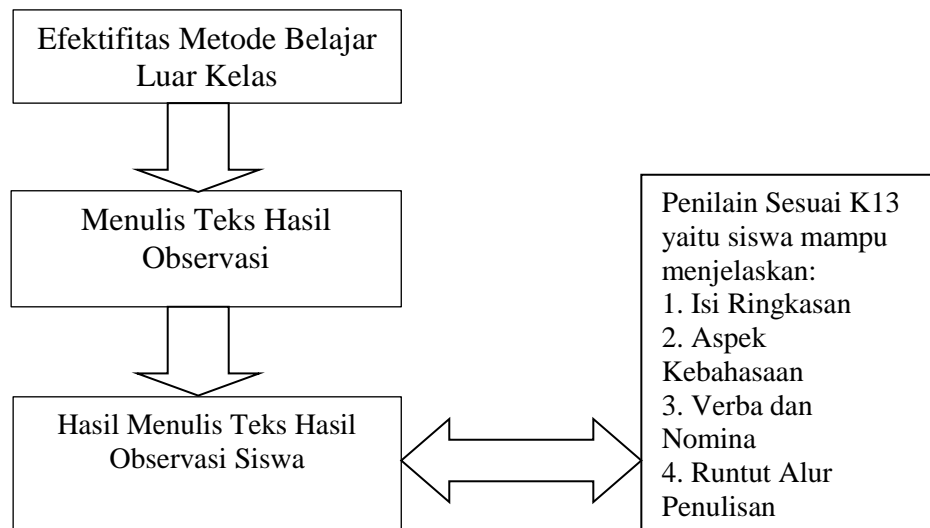 Efektifitas Metode Belajar
Luar Kelas
Menulis Teks Hasil
Observasi
Hasil Menulis Teks Hasil
Observasi Siswa
Penilain Sesuai K13
yaitu siswa mampu
menjelaskan:
1. Isi Ringkasan
2. Aspek
Kebahasaan
3. Verba dan
Nomina
4. Runtut Alur
Penulisan